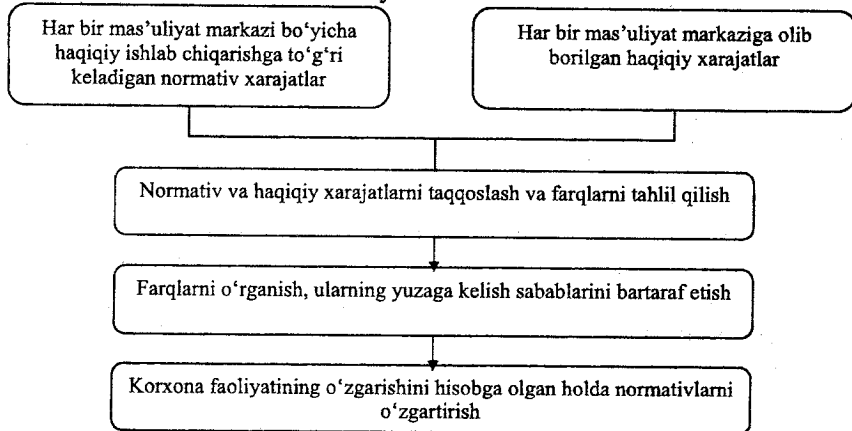 Har bir mas’uliyat markazi bo‘yicha
haqiqiy ishlab chiqarishga to‘g‘ri
keladigan normativ xarajatlar
Har bir mas’uliyat markaziga olib
borilgan haqiqiy xarajatlar
Normativ va haqiqiy xarajatlarni taqqoslash va farqlarni tahlil qilish
Farqlarni o‘rganish, ularning yuzaga kelish sabablarini bartaraf etish
Korxona faoliyatining o‘zgarishini hisobga olgan holda normativlarni
o‘zgartirish